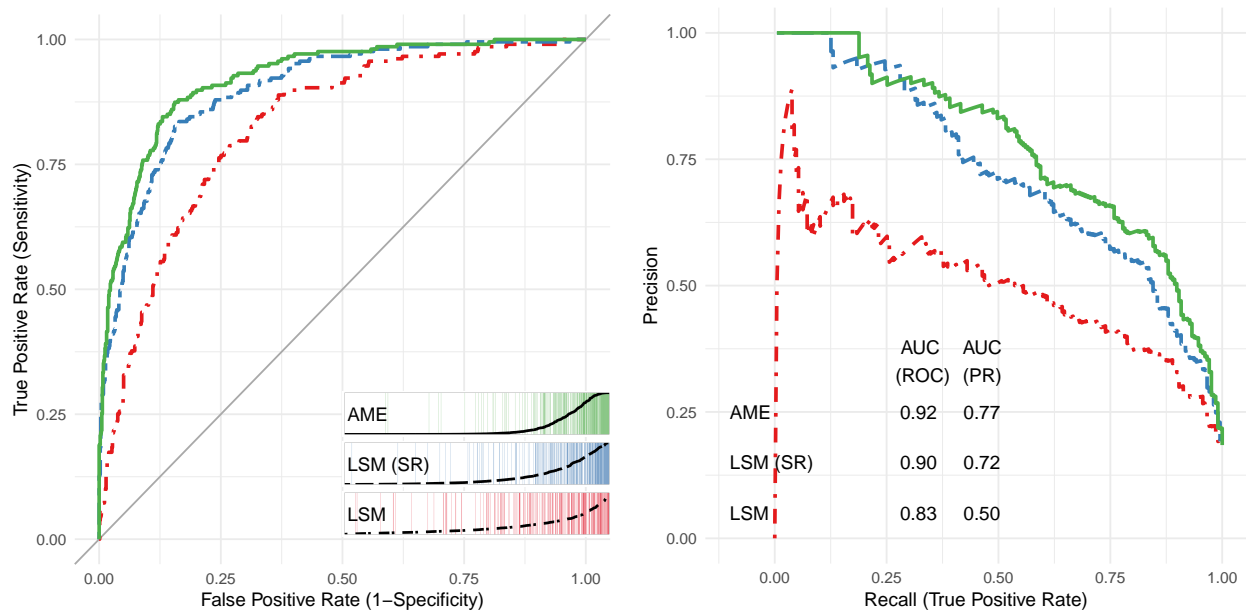 1.00
0.75
0.50
0.25
0.00
True Positive Rate (Sensitivity)
AME
LSM (SR)
LSM
0.00
0.25
0.50
0.75
1.00
False Positive Rate (1−Specificity)
1.00
0.75
0.50
0.25
0.00
Precision
AUC AUC
(ROC) (PR)
AME 0.92 0.77
LSM (SR) 0.90 0.72
LSM 0.83 0.50
0.00
0.25
0.50
0.75
1.00
Recall (True Positive Rate)